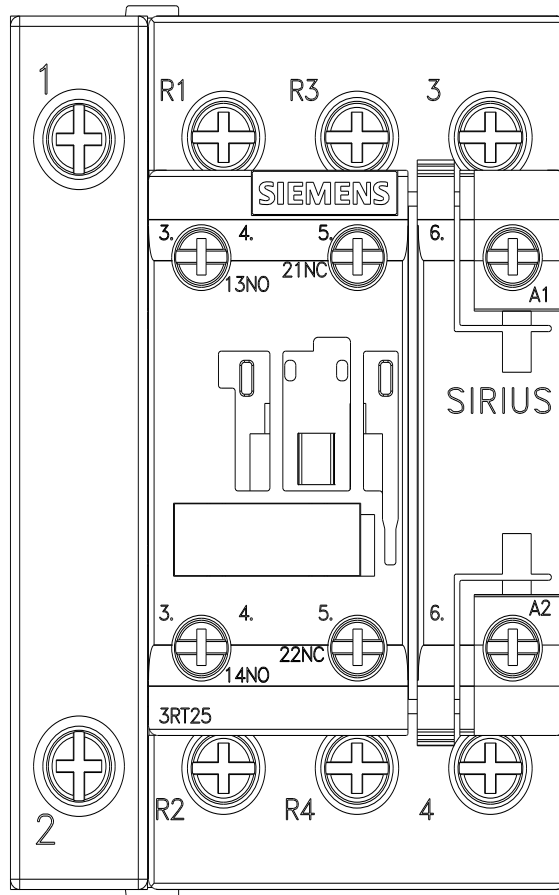 1 R1 R3 3
SIEMENS
3. 4. 5. 6.
13NO 21NC A1
SIRIUS
3. 4. 5. 6. A2
14NO 22NC
3RT25
2 R2 R4 4